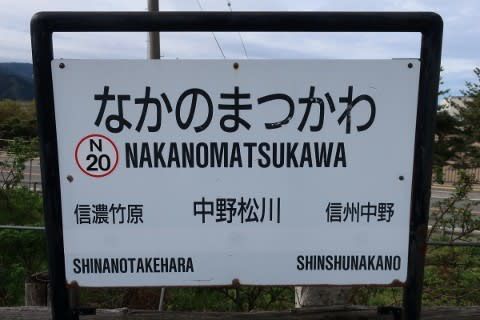 なかのまつかわ
N
20
NAKANOMATSUKAWA
信濃竹原 中野松川 信州中野
SHINANOTAKEHARA SHINSHUNAKANO